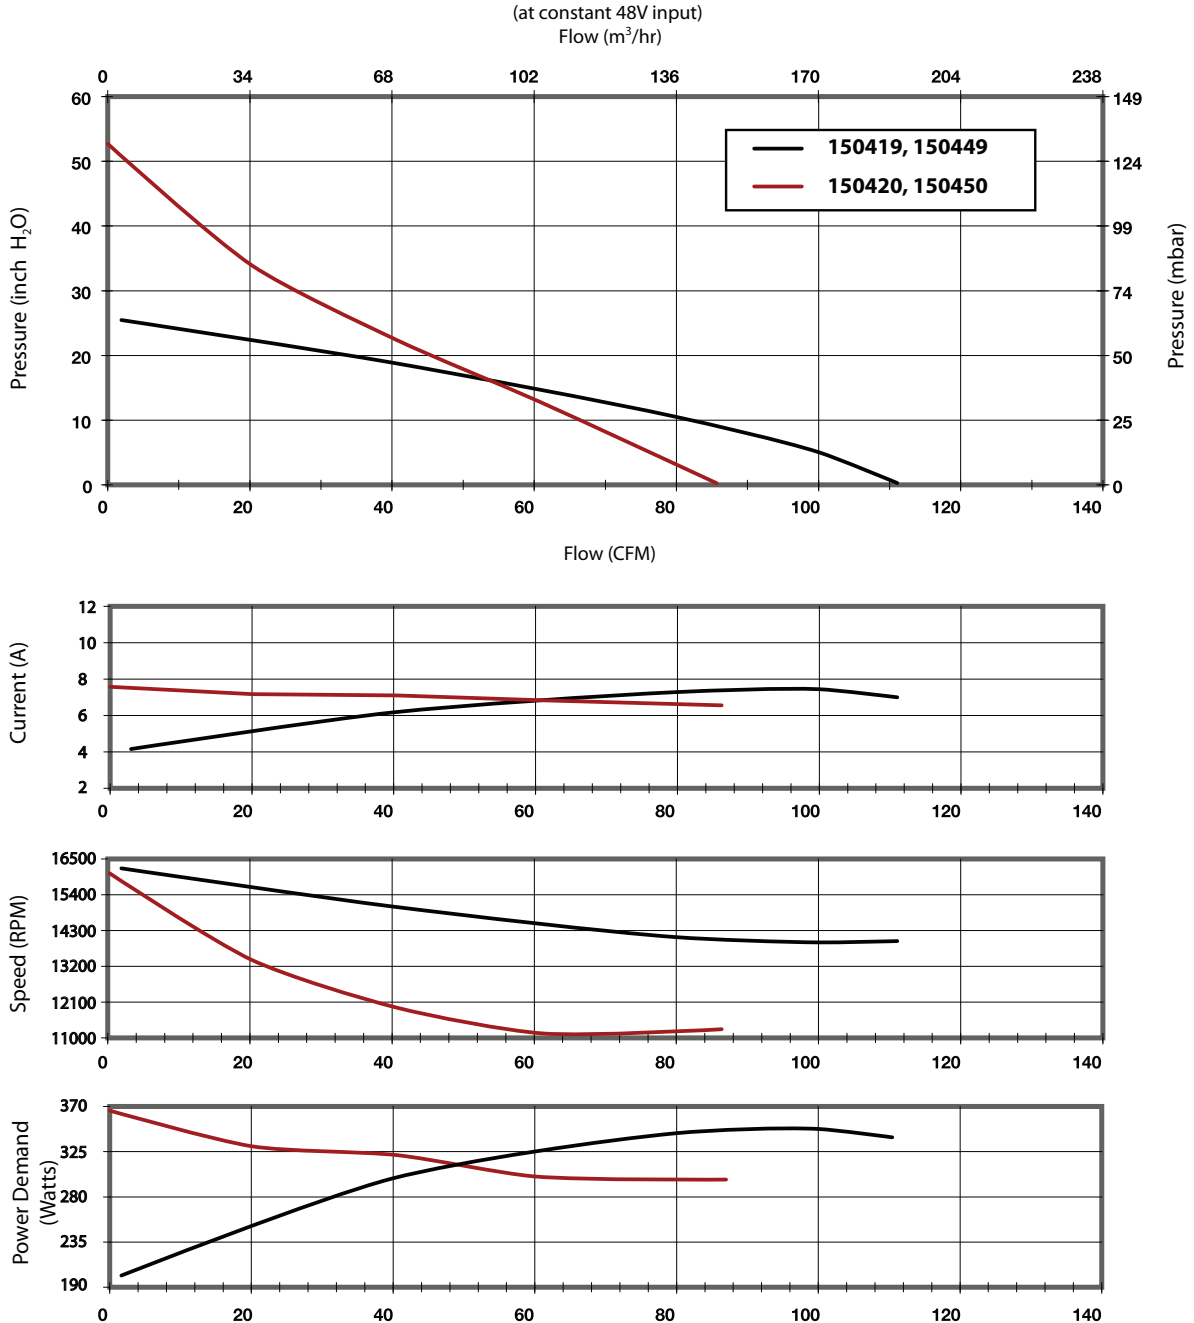 (at constant 48V input)
Flow (m³/hr)
0 34 68 102 136 170 204 238
60 149
50 124
40 99
30 74
20 50
10 25
0 0
Pressure (inch H₂O)
Pressure (mbar)
150419, 150449
150420, 150450
0 20 40 60 80 100 120 140
Flow (CFM)
Current (A)
12
10
8
6
4
2
0 20 40 60 80 100 120 140
Speed (RPM)
16500
15400
14300
13200
12100
11000
0 20 40 60 80 100 120 140
Power Demand
(Watts)
370
325
280
235
190
0 20 40 60 80 100 120 140